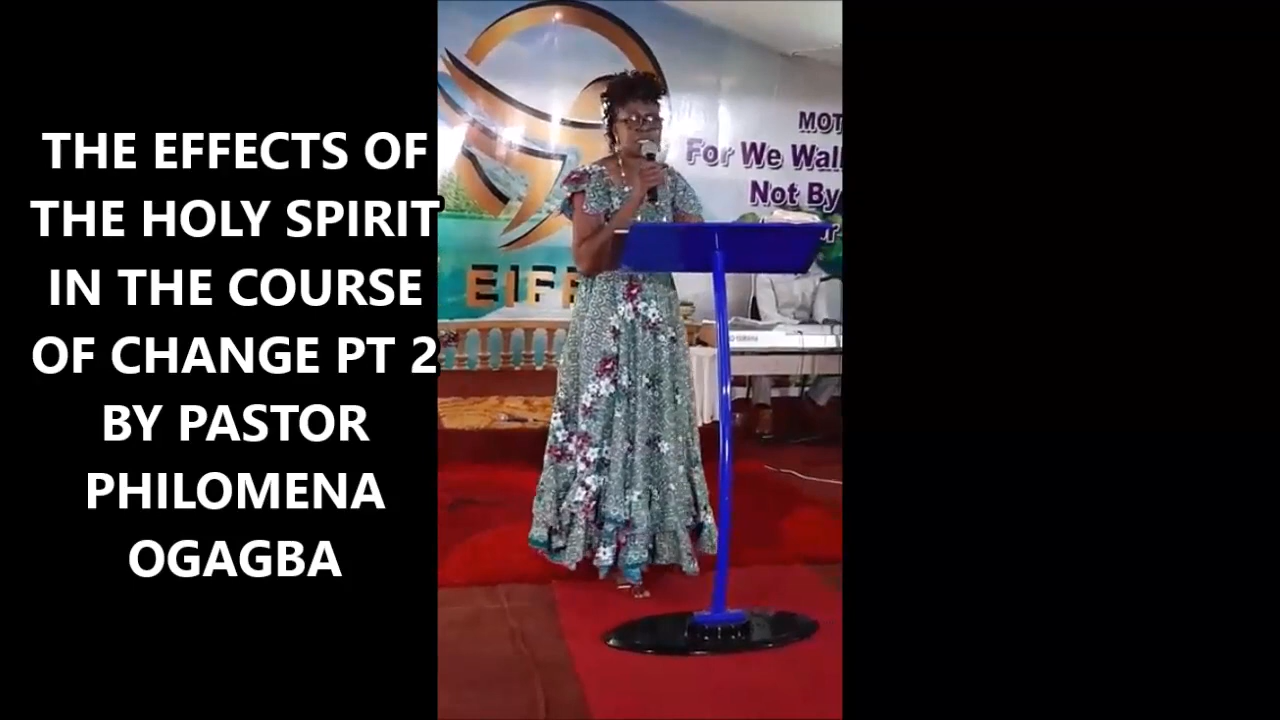 THE EFFECTS OF
THE HOLY SPIRIT
IN THE COURSE
OF CHANGE PT 2
BY PASTOR
PHILOMENA
OGAGBA
For We
Not By
YAMAHA